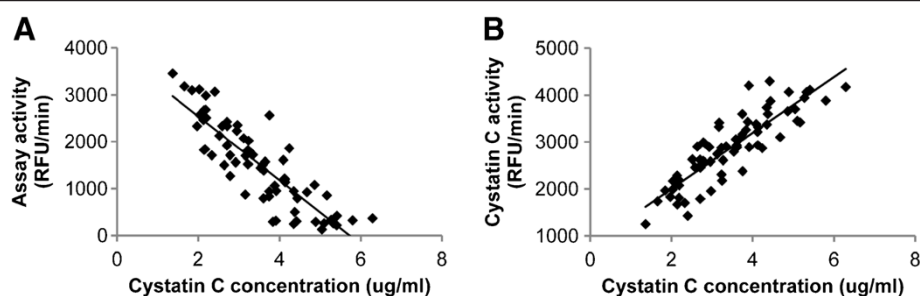 A
Assay activity
(RFU/min)
4000
3000
2000
1000
0
0 2 4 6 8
Cystatin C concentration (ug/ml)
B
Cystatin C activity
(RFU/min)
5000
4000
3000
2000
1000
0 2 4 6 8
Cystatin C concentration (ug/ml)